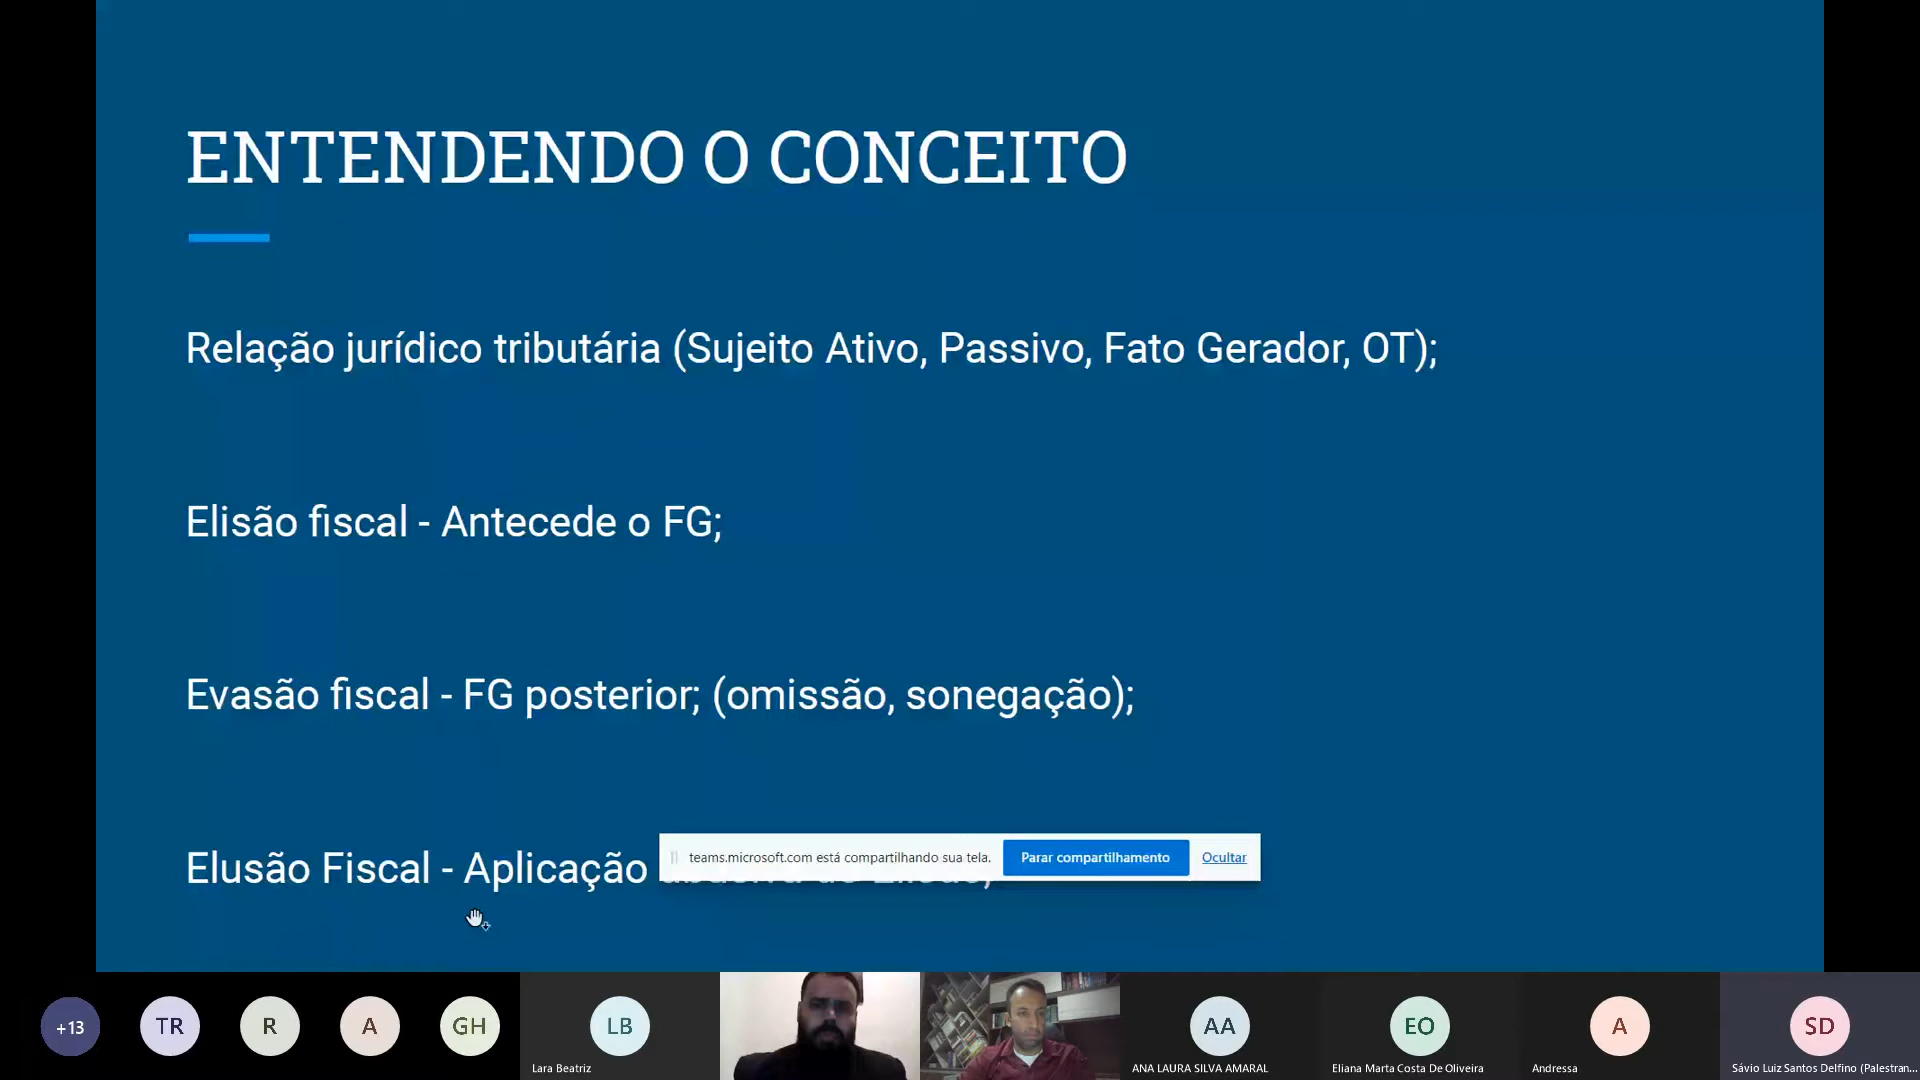 ENTENDENDO O CONCEITO
Relação jurídico tributária (Sujeito Ativo, Passivo, Fato Gerador, OT);
Elisão fiscal - Antecede o FG;
Evasão fiscal - FG posterior; (omissão, sonegação);
Elusão Fiscal - Aplicação
teams.microsoft.com está compartilhando sua tela. Parar compartilhamento Ocultar
+13 TR R A GH LB AA EO A SD
Lara Beatriz ANA LAURA SILVA AMARAL Eliana Marta Costa De Oliveira Andressa Sávio Luiz Santos Delfino (Palestran...